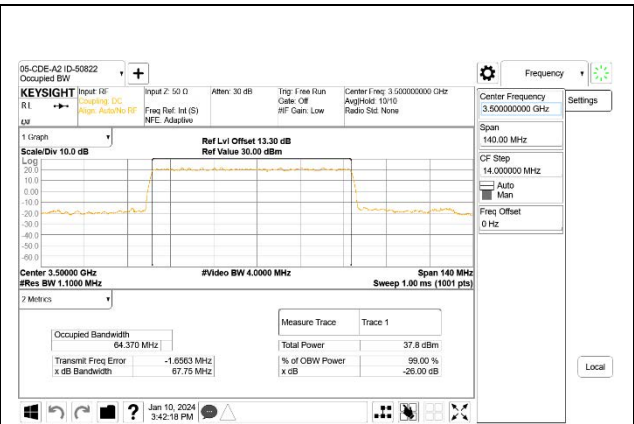 05-CDE-A2 ID-50822
Occupied BW
KEYSIGHT
R L
Input: RF
Coupling: DC
Align: Auto/No RF
Input Z: 50 Ω
Freq Ref: Int (S)
NFE: Adaptive
Atten: 30 dB
Trig: Free Run
Gate: Off
#IF Gain: Low
Center Freq: 3.500000000 GHz
Avg|Hold: 10/10
Radio Std: None
1 Graph
Scale/Div 10.0 dB
Ref Lvl Offset 13.30 dB
Ref Value 30.00 dBm
Log
20.0
10.0
0.00
-10.0
-20.0
-30.0
-40.0
-50.0
-60.0
Center 3.50000 GHz
#Res BW 1.1000 MHz
#Video BW 4.0000 MHz
Span 140 MHz
Sweep 1.00 ms (1001 pts)
2 Metrics
Occupied Bandwidth
64.370 MHz
Transmit Freq Error -1.6563 MHz
x dB Bandwidth 67.75 MHz
Measure Trace Trace 1
Total Power 37.8 dBm
% of OBW Power 99.00 %
x dB -26.00 dB
Jan 10, 2024
3:42:18 PM
Frequency
Settings
Center Frequency
3.500000000 GHz
Span
140.00 MHz
CF Step
14.000000 MHz
Auto
Man
Freq Offset
0 Hz
Local